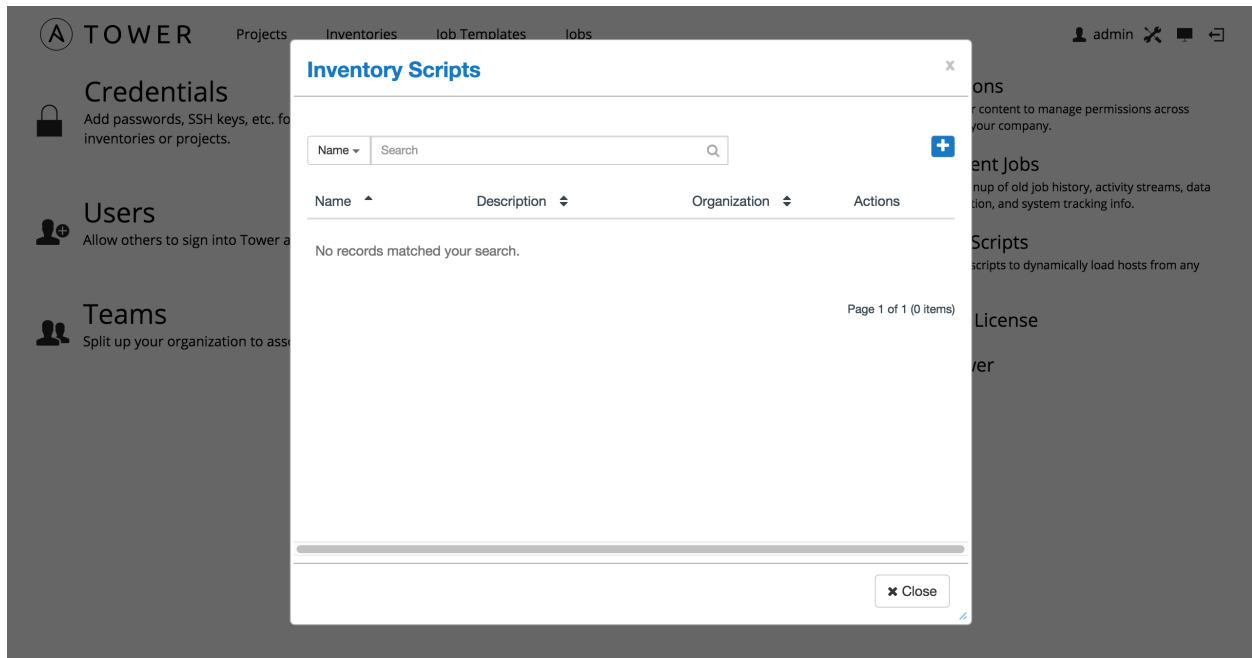 TOWER
Projects
Inventories
Job Templates
Jobs
admin
Credentials
Add passwords, SSH keys, etc. fo
inventories or projects.
Users
Allow others to sign into Tower a
Teams
Split up your organization to ass
Inventory Scripts
x
Name
Search
Name
Description
Organization
Actions
No records matched your search.
Page 1 of 1 (0 items)
Close
ons
r content to manage permissions across
your company.
ent Jobs
nup of old job history, activity streams, data
tion, and system tracking info.
Scripts
scripts to dynamically load hosts from any
License
wer